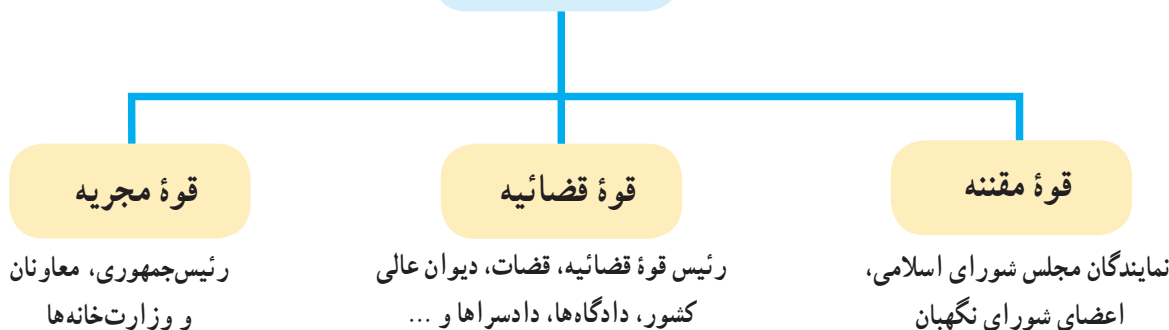 قوهٔ مقننه
نمایندگان مجلس شورای اسلامی،
اعضای شورای نگهبان
قوهٔ قضائیه
رئیس قوهٔ قضائیه، قضات، دیوان عالی
کشور، دادگاه‌ها، دادسراها و ...
قوهٔ مجریه
رئیس‌جمهوری، معاونان
و وزارت‌خانه‌ها